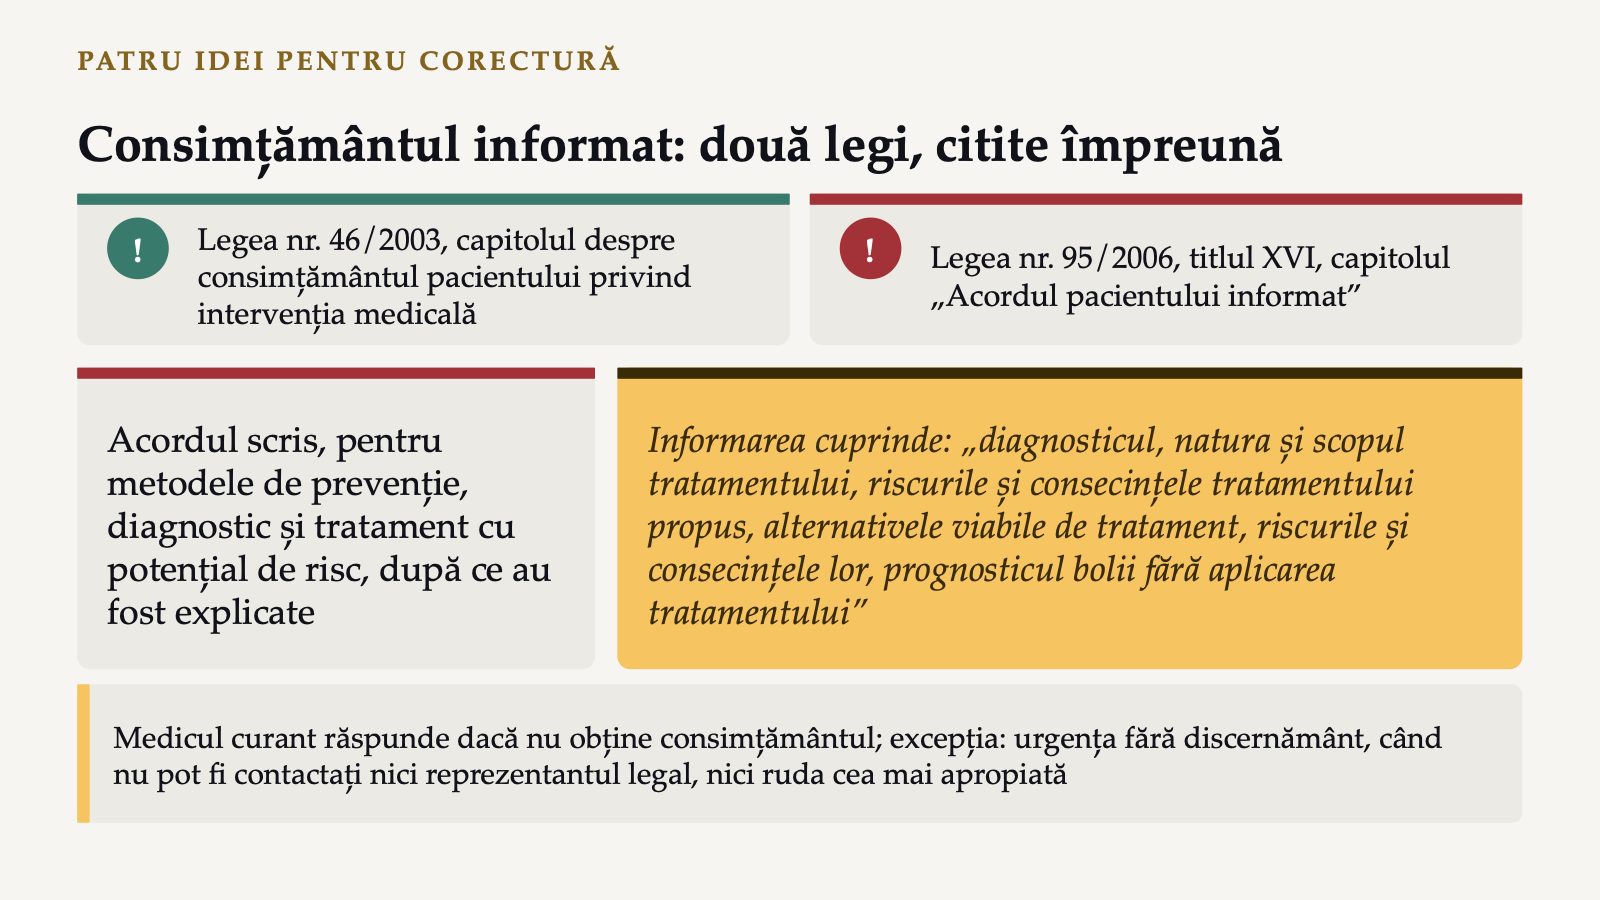 PATRU IDEI PENTRU CORECTURĂ
Consimțământul informat: două legi, citite împreună
!
Legea nr. 46/2003, capitolul despre
consimțământul pacientului privind
intervenția medicală
!
Legea nr. 95/2006, titlul XVI, capitolul
„Acordul pacientului informat”
Acordul scris, pentru
metodele de prevenție,
diagnostic și tratament cu
potențial de risc, după ce au
fost explicate
Informarea cuprinde: „diagnosticul, natura și scopul
tratamentului, riscurile și consecințele tratamentului
propus, alternativele viabile de tratament, riscurile și
consecințele lor, prognosticul bolii fără aplicarea
tratamentului”
Medicul curant răspunde dacă nu obține consimțământul; excepția: urgența fără discernământ, când
nu pot fi contactați nici reprezentantul legal, nici ruda cea mai apropiată